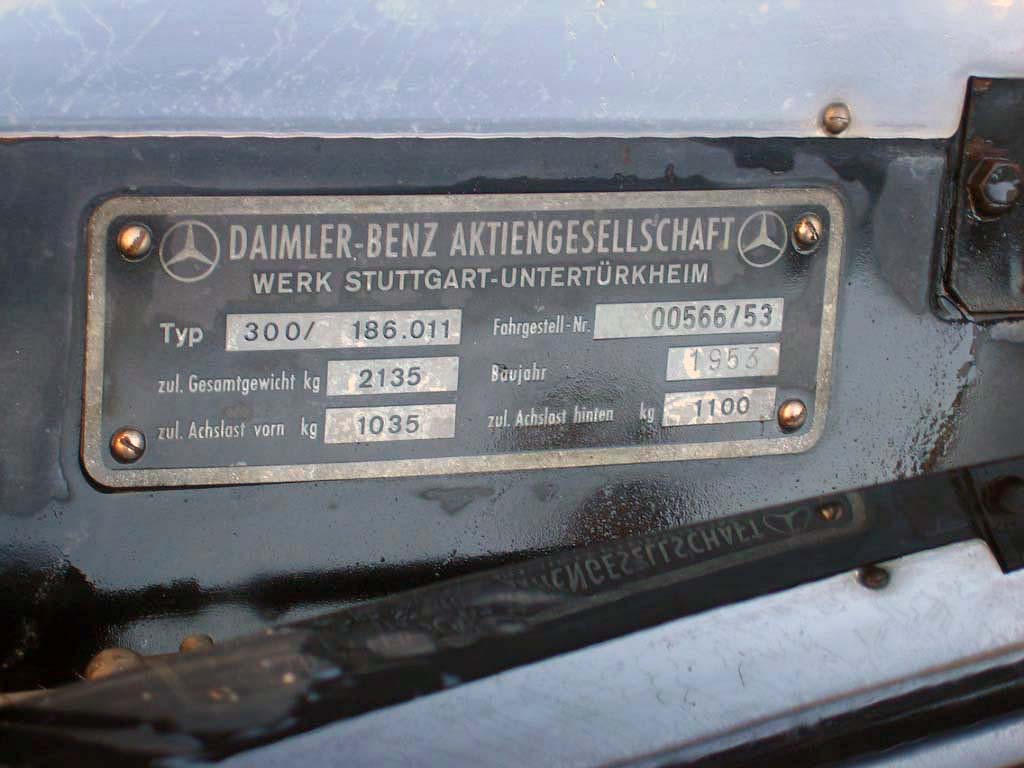 DAIMLER-BENZ AKTIENGESELLSCHAFT
WERK STUTTGART-UNTERTÜRKHEIM
Typ 300/ 186.011 Fahrgestell-Nr. 00566/53
zul. Gesamtgewicht kg 2135 Baujahr 1953
zul. Achslast vorn kg 1035 zul. Achslast hinten kg 1100